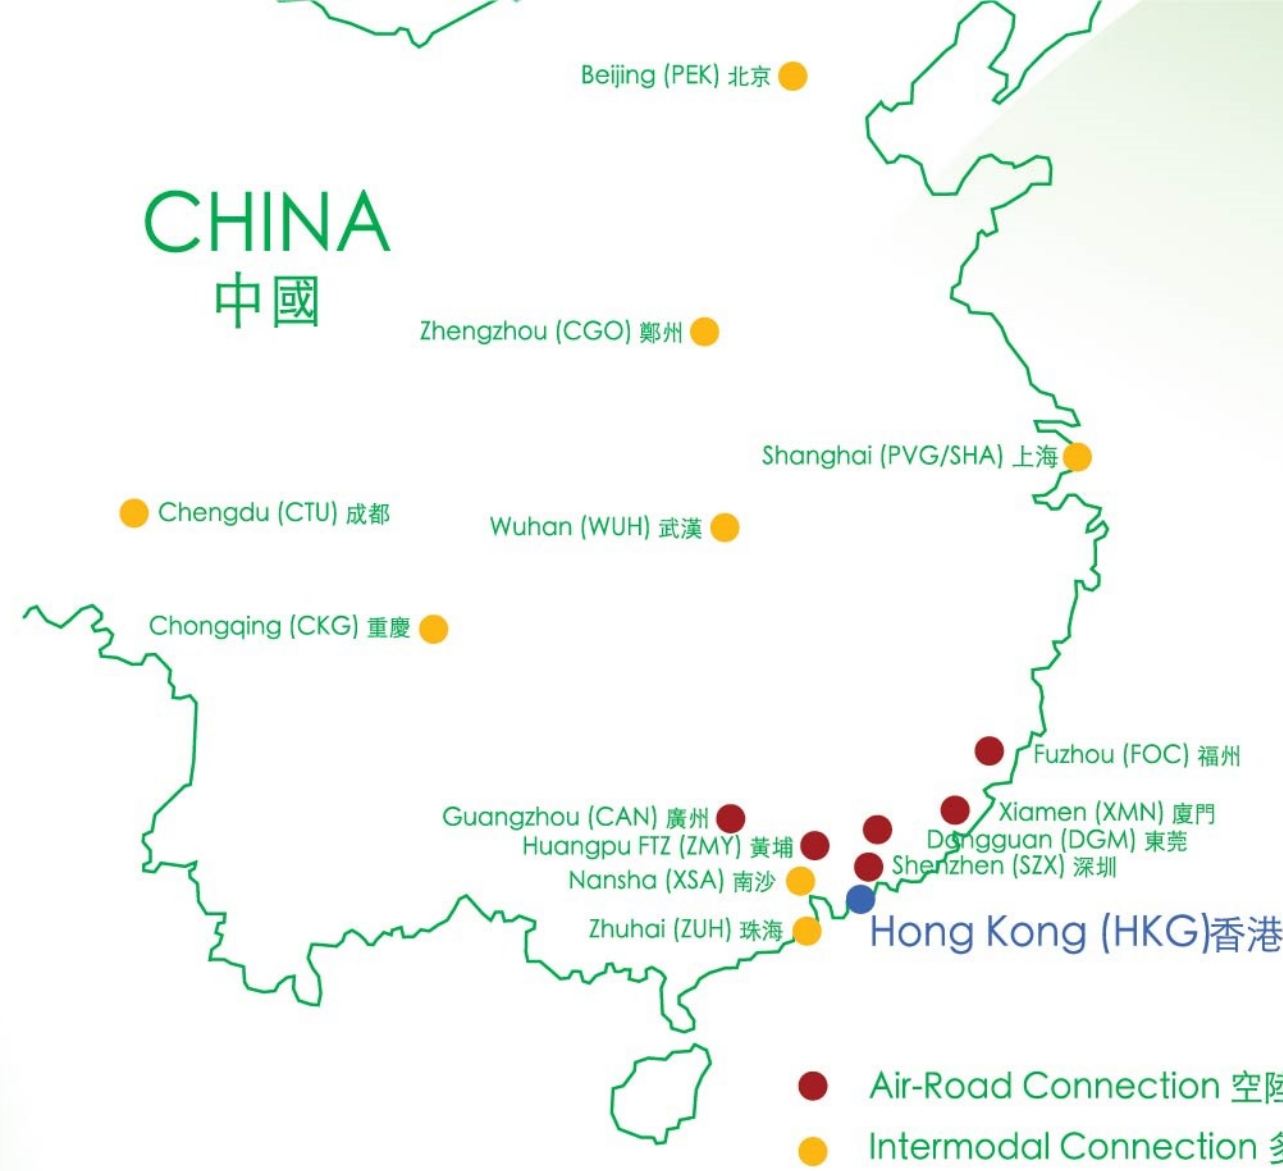 Beijing (PEK) 北京
CHINA
中國
Zhengzhou (CGO) 鄭州
Shanghai (PVG/SHA) 上海
Chengdu (CTU) 成都
Wuhan (WUH) 武漢
Chongqing (CKG) 重慶
Fuzhou (FOC) 福州
Guangzhou (CAN) 廣州
Xiamen (XMN) 廈門
Huangpu FTZ (ZMY) 黃埔
Dongguan (DGM) 東莞
Nansha (XSA) 南沙
Shenzhen (SZX) 深圳
Zhuhai (ZUH) 珠海
Hong Kong (HKG)香港
Air-Road Connection 空陸
Intermodal Connection 多